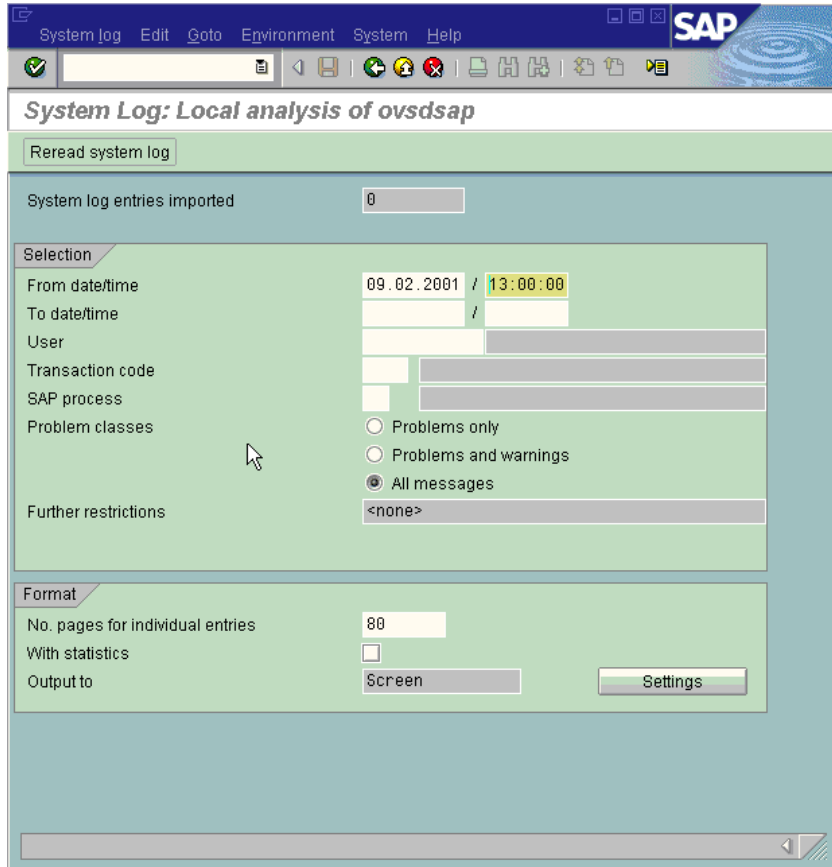 System log Edit Goto Environment System Help
SAP
System Log: Local analysis of ovsdsap
Reread system log
System log entries imported 0
Selection
From date/time 09.02.2001 / 13:00:00
To date/time /
User
Transaction code
SAP process
Problem classes Problems only
Problems and warnings
All messages
Further restrictions <none>
Format
No. pages for individual entries 80
With statistics
Output to Screen Settings